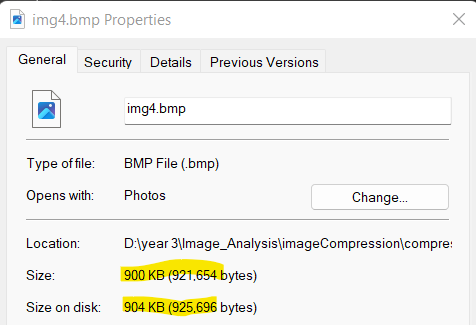 img4.bmp Properties
General Security Details Previous Versions
img4.bmp
Type of file: BMP File (.bmp)
Opens with: Photos Change...
Location: D:\year 3\Image_Analysis\imageCompression\compre
Size: 900 KB (921,654 bytes)
Size on disk: 904 KB (925,696 bytes)